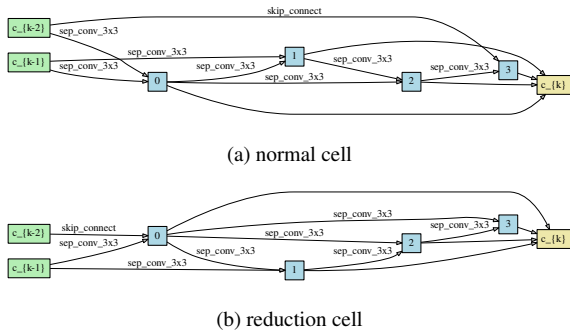 skip_connect
c_{k-2}
sep_conv_3x3
sep_conv_3x3
1
c_{k-1}
sep_conv_3x3
sep_conv_3x3
sep_conv_3x3
sep_conv_3x3
sep_conv_3x3
3
0
2
c_{k}
(a) normal cell
sep_conv_3x3
3
skip_connect
c_{k-2}
0
sep_conv_3x3
sep_conv_3x3
2
c_{k}
sep_conv_3x3
sep_conv_3x3
sep_conv_3x3
c_{k-1}
sep_conv_3x3
1
(b) reduction cell